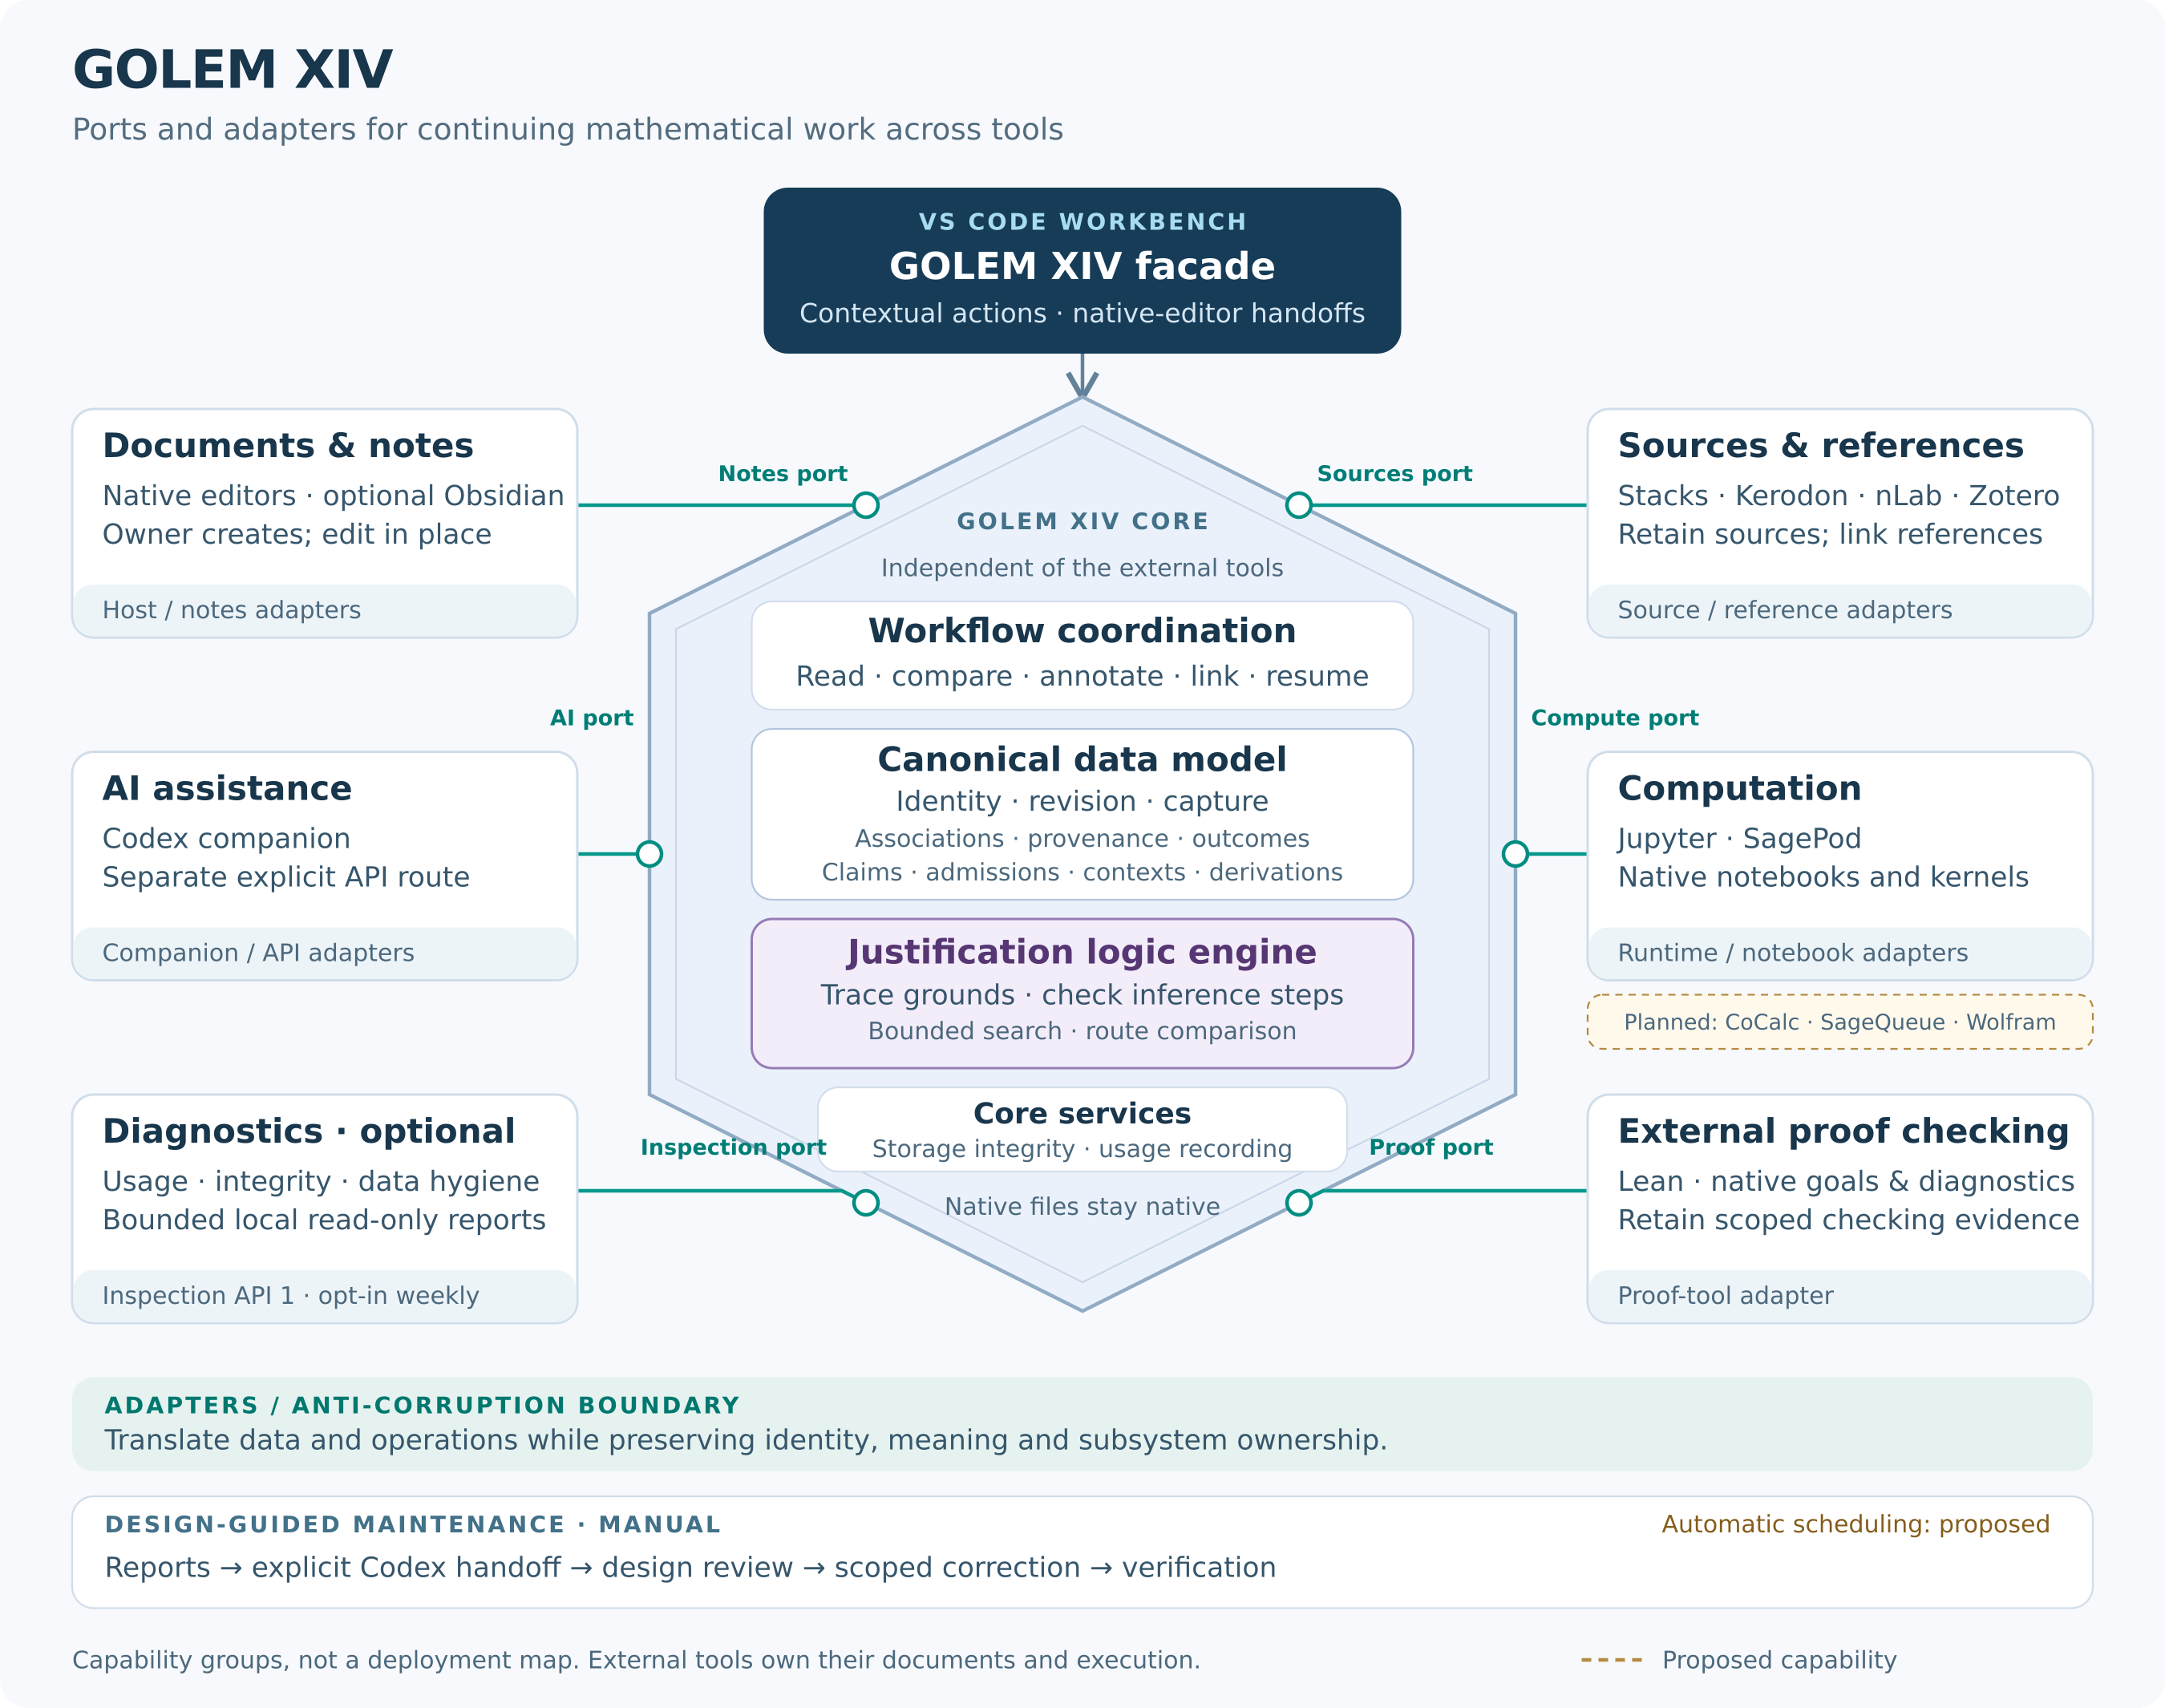 GOLEM XIV
Ports and adapters for continuing mathematical work across tools
VS CODE WORKBENCH
GOLEM XIV facade
Contextual actions · native-editor handoffs
Documents & notes
Native editors · optional Obsidian
Owner creates; edit in place
Host / notes adapters
Notes port
Sources port
Sources & references
Stacks · Kerodon · nLab · Zotero
Retain sources; link references
Source / reference adapters
GOLEM XIV CORE
Independent of the external tools
Workflow coordination
Read · compare · annotate · link · resume
AI port
Compute port
AI assistance
Codex companion
Separate explicit API route
Companion / API adapters
Canonical data model
Identity · revision · capture
Associations · provenance · outcomes
Claims · admissions · contexts · derivations
Computation
Jupyter · SagePod
Native notebooks and kernels
Runtime / notebook adapters
Planned: CoCalc · SageQueue · Wolfram
Justification logic engine
Trace grounds · check inference steps
Bounded search · route comparison
Diagnostics · optional
Usage · integrity · data hygiene
Bounded local read-only reports
Inspection API 1 · opt-in weekly
Inspection port
Core services
Storage integrity · usage recording
Proof port
Native files stay native
External proof checking
Lean · native goals & diagnostics
Retain scoped checking evidence
Proof-tool adapter
ADAPTERS / ANTI-CORRUPTION BOUNDARY
Translate data and operations while preserving identity, meaning and subsystem ownership.
DESIGN-GUIDED MAINTENANCE · MANUAL
Automatic scheduling: proposed
Reports → explicit Codex handoff → design review → scoped correction → verification
Capability groups, not a deployment map. External tools own their documents and execution.
Proposed capability